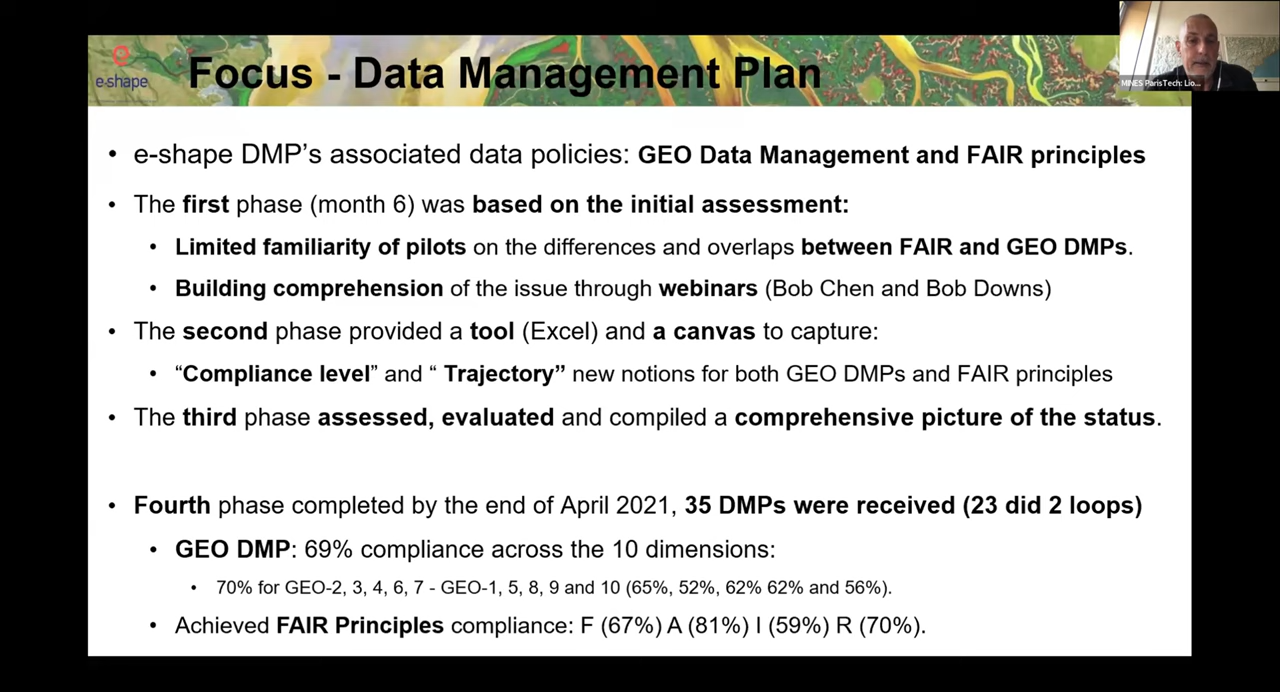 e-shape
Focus - Data Management Plan
MINES ParisTech: Lio...
• e-shape DMP's associated data policies: GEO Data Management and FAIR principles
• The first phase (month 6) was based on the initial assessment:
• Limited familiarity of pilots on the differences and overlaps between FAIR and GEO DMPs.
• Building comprehension of the issue through webinars (Bob Chen and Bob Downs)
• The second phase provided a tool (Excel) and a canvas to capture:
• “Compliance level” and “ Trajectory” new notions for both GEO DMPs and FAIR principles
• The third phase assessed, evaluated and compiled a comprehensive picture of the status.
• Fourth phase completed by the end of April 2021, 35 DMPs were received (23 did 2 loops)
• GEO DMP: 69% compliance across the 10 dimensions:
• 70% for GEO-2, 3, 4, 6, 7 - GEO-1, 5, 8, 9 and 10 (65%, 52%, 62% 62% and 56%).
• Achieved FAIR Principles compliance: F (67%) A (81%) I (59%) R (70%).